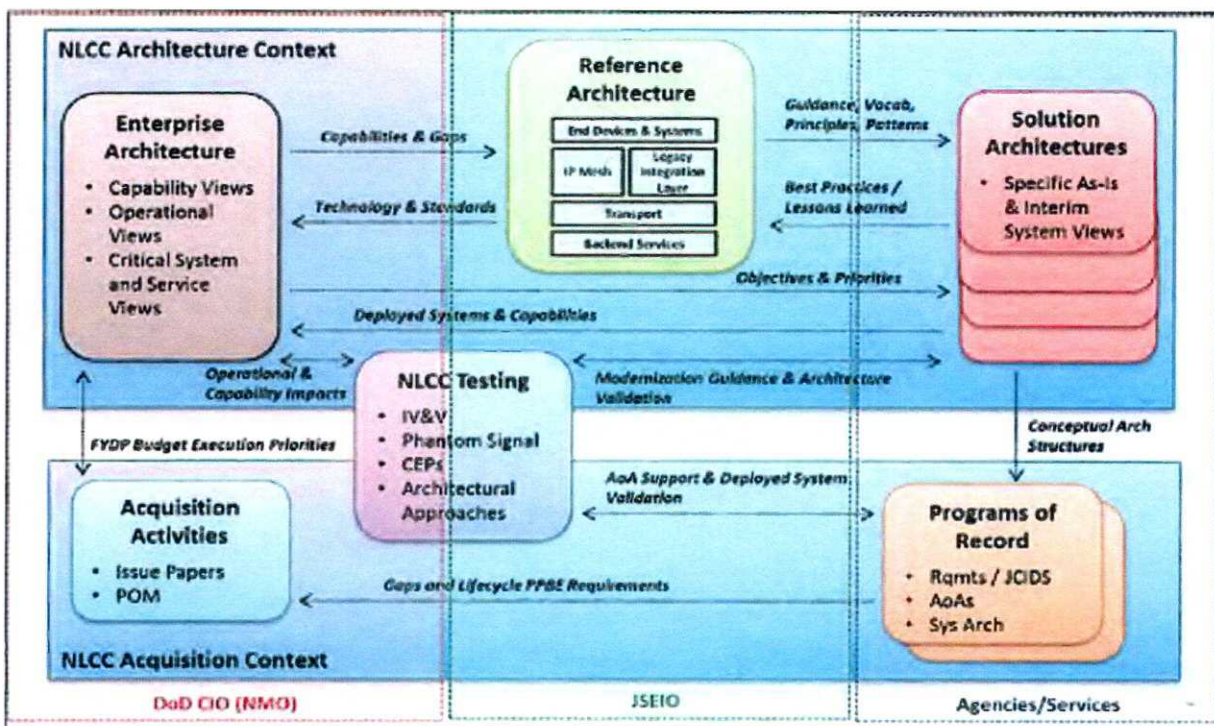 NLCC Architecture Context
Enterprise
Architecture
• Capability Views
• Operational
Views
• Critical System
and Service
Views
Capabilities & Gaps
Technology & Standards
Reference
Architecture
End Devices & Systems
IP Mesh
Legacy
Integration
Layer
Transport
Backend Services
Guidance, Vocab,
Principles, Patterns
Best Practices /
Lessons Learned
Solution
Architectures
• Specific As-Is
& Interim
System Views
Objectives & Priorities
Deployed Systems & Capabilities
Operational &
Capability Impacts
NLCC Testing
• IV&V
• Phantom Signal
• CEPs
• Architectural
Approaches
Modernization Guidance & Architecture
Validation
FYDP Budget Execution Priorities
Conceptual Arch
Structures
Acquisition
Activities
• Issue Papers
• POM
AoA Support & Deployed System
Validation
Programs of
Record
• Rqmts / JCIDS
• AoAs
• Sys Arch
Gaps and Lifecycle PPBE Requirements
NLCC Acquisition Context
DoD CIO (NMO)
JSEIO
Agencies/Services